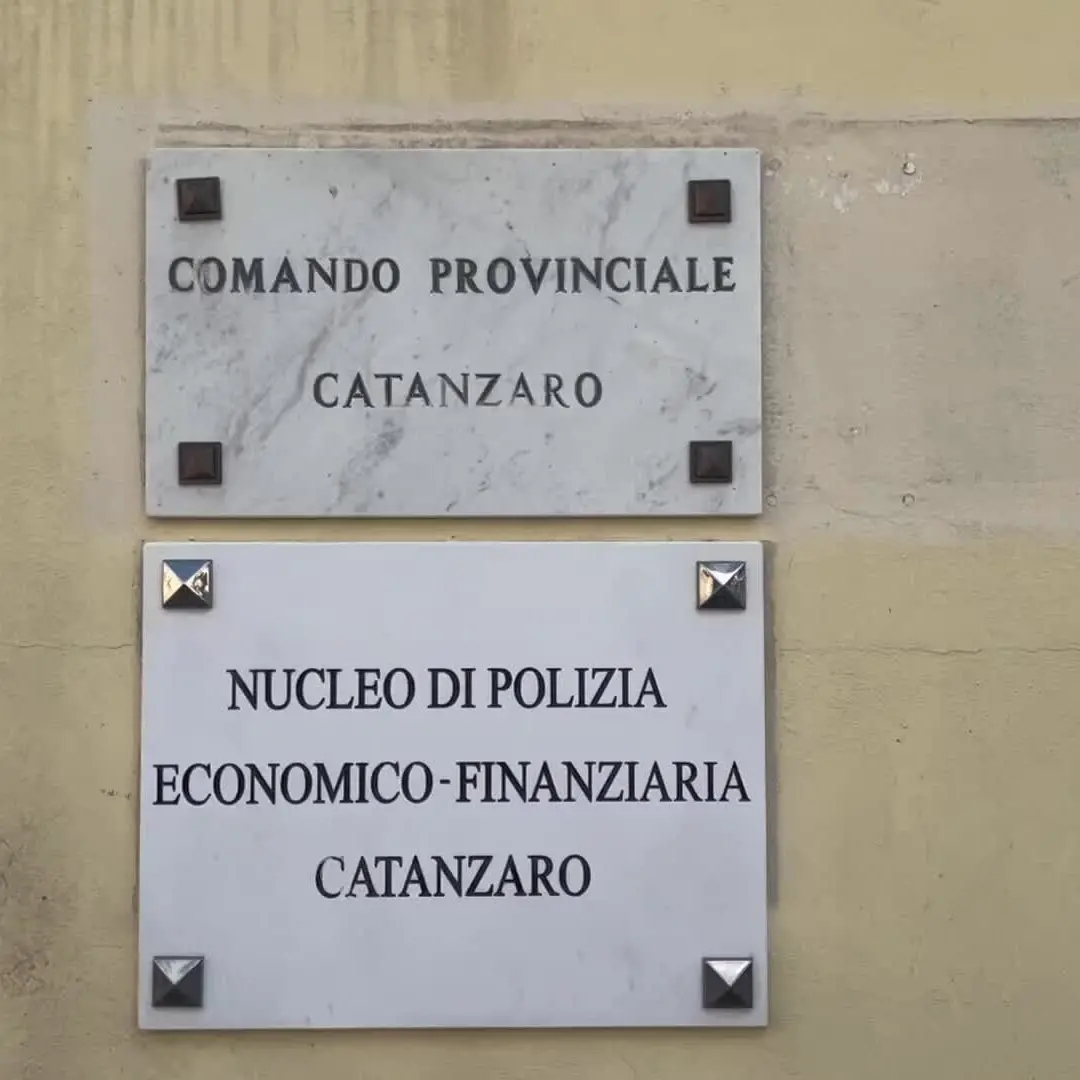 COMANDO PROVINCIALE
CATANZARO
NUCLEO DI POLIZIA
ECONOMICO-FINANZIARIA
CATANZARO